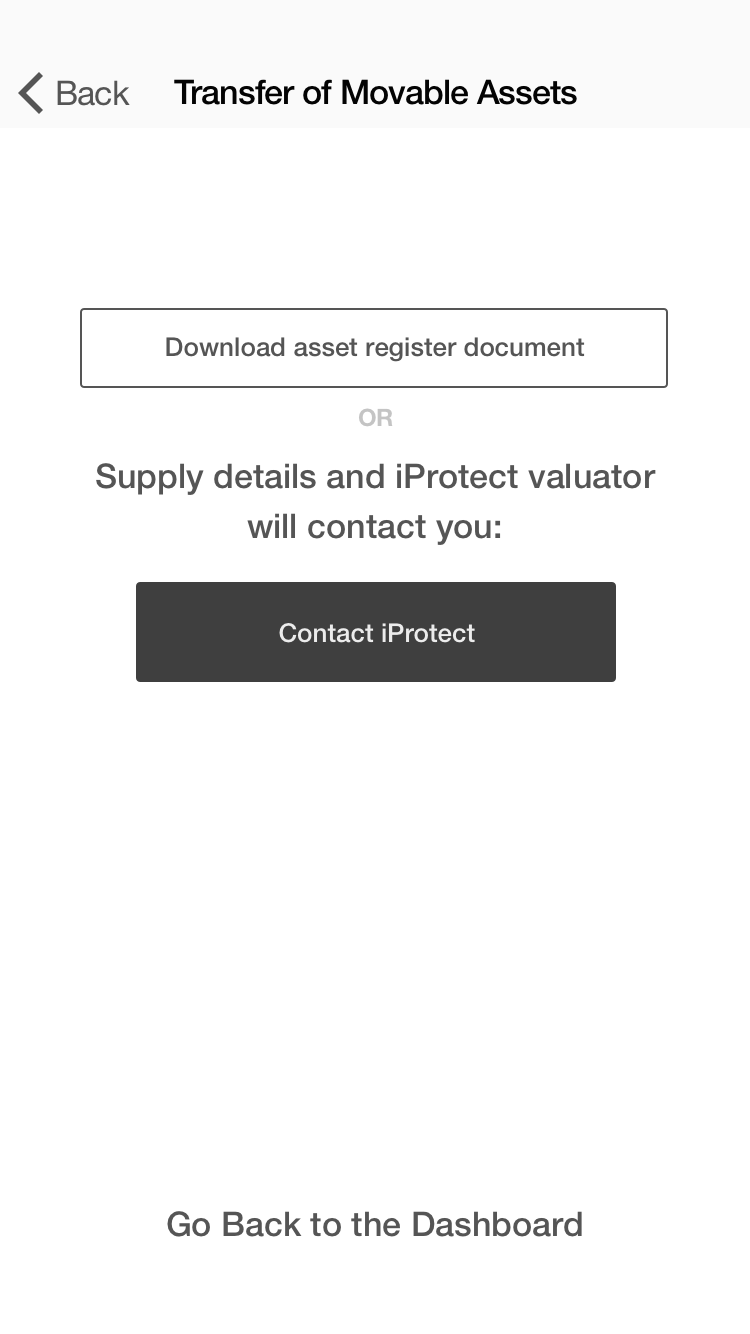 Back
Transfer of Movable Assets
Download asset register document
OR
Supply details and iProtect valuator
will contact you:
Contact iProtect
Go Back to the Dashboard